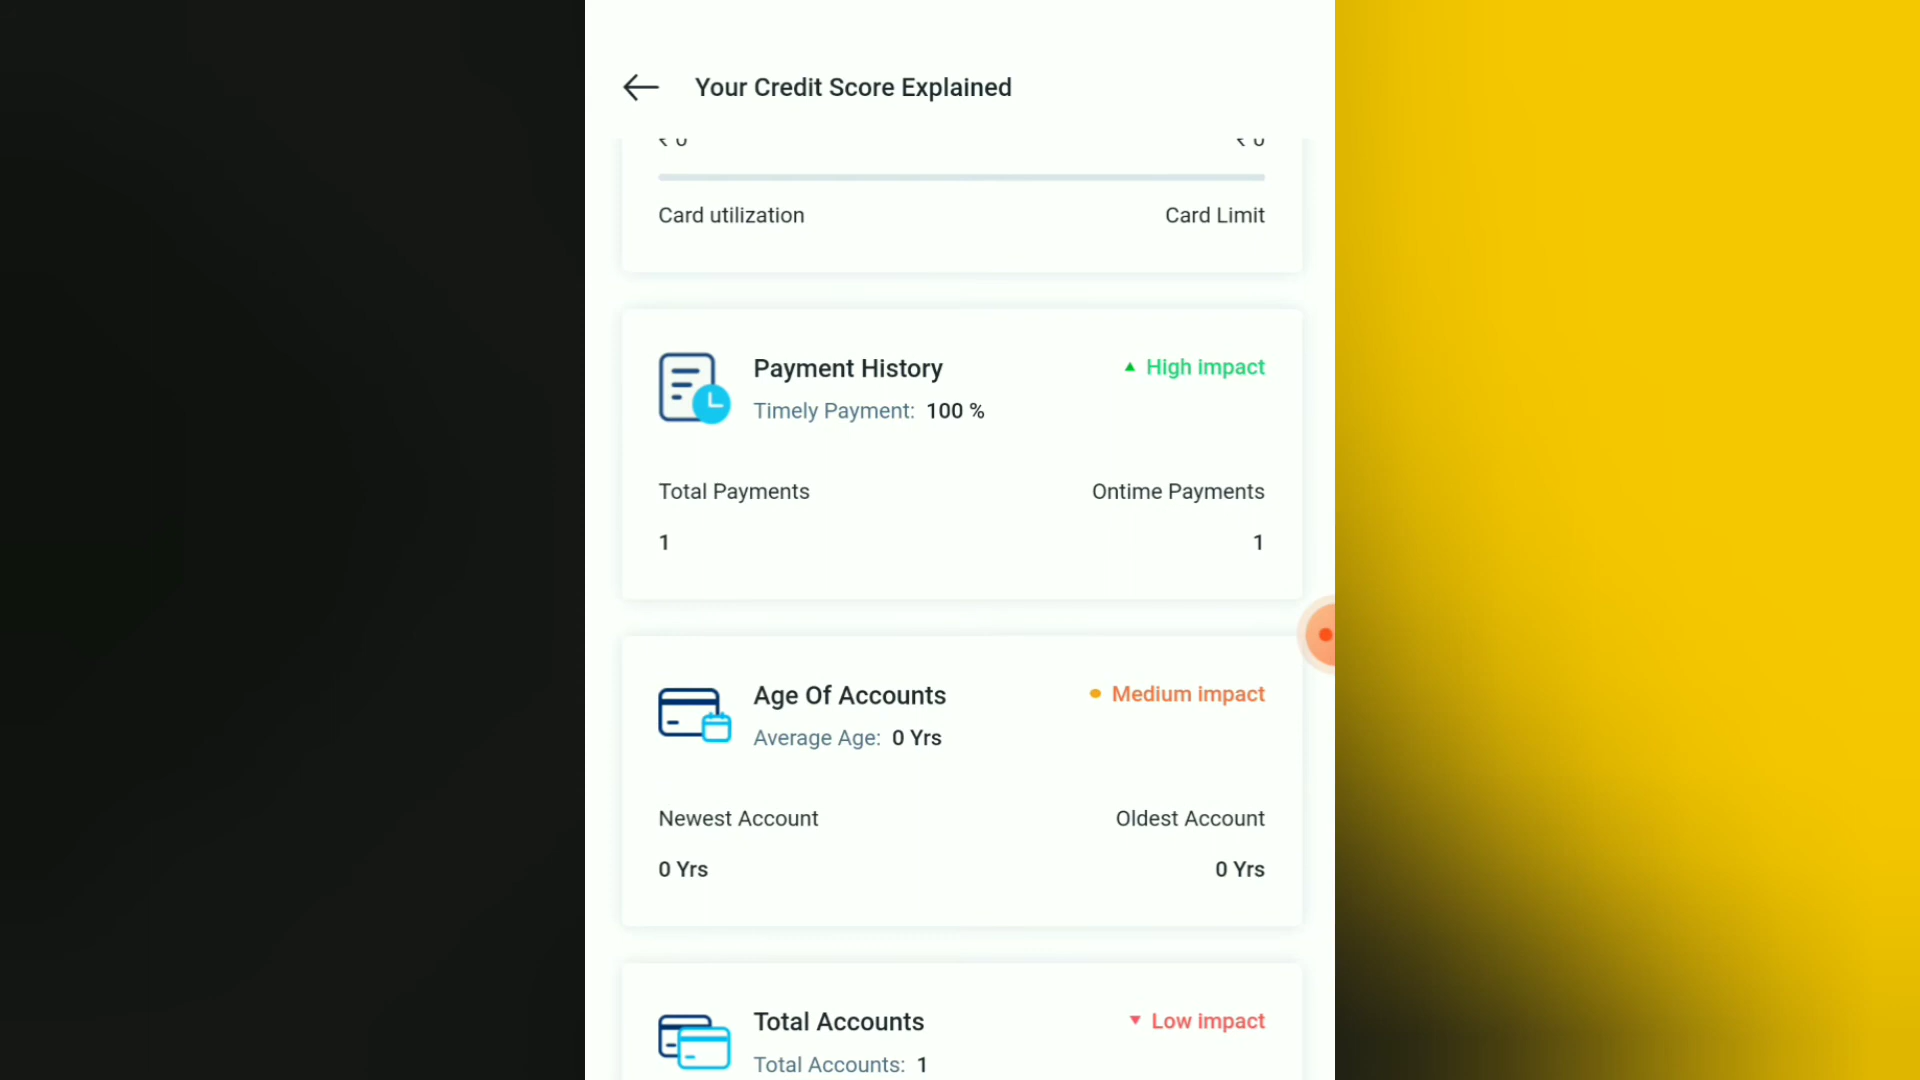 Your Credit Score Explained
₹ 0 ₹ 0
Card utilization Card Limit
Payment History ▲ High impact
Timely Payment: 100 %
Total Payments Ontime Payments
1 1
Age Of Accounts Medium impact
Average Age: 0 Yrs
Newest Account Oldest Account
0 Yrs 0 Yrs
Total Accounts ▼ Low impact
Total Accounts: 1